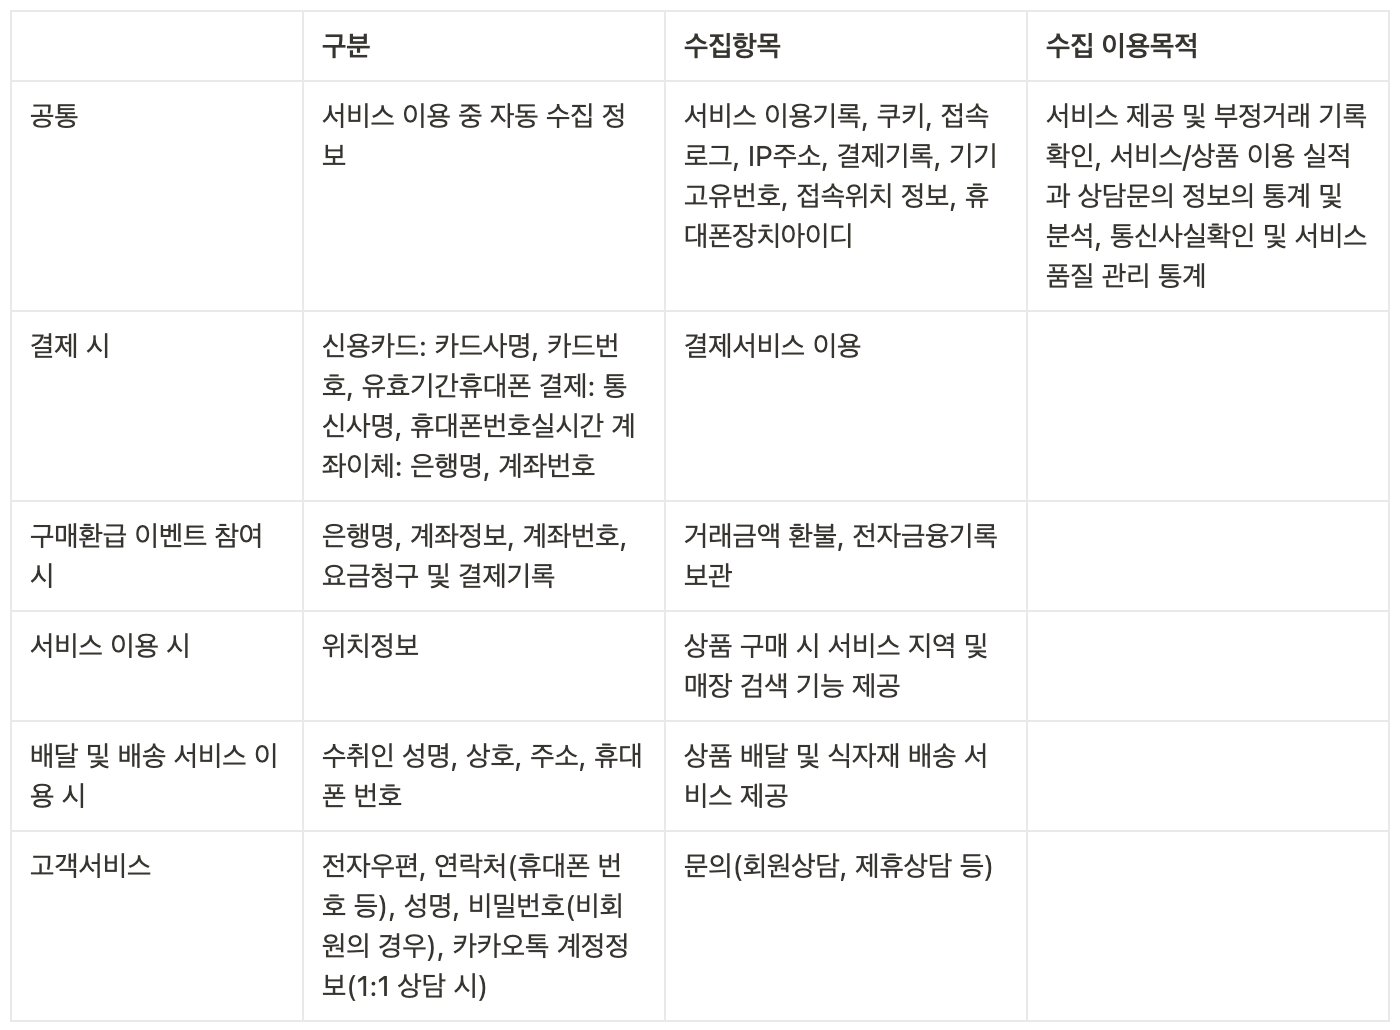 구분
수집항목
수집 이용목적
공통
서비스 이용 중 자동 수집 정
보
서비스 이용기록, 쿠키, 접속
로그, IP주소, 결제기록, 기기
고유번호, 접속위치 정보, 휴
대폰장치아이디
서비스 제공 및 부정거래 기록
확인, 서비스/상품 이용 실적
과 상담문의 정보의 통계 및
분석, 통신사실확인 및 서비스
품질 관리 통계
결제 시
신용카드: 카드사명, 카드번
호, 유효기간휴대폰 결제: 통
신사명, 휴대폰번호실시간 계
좌이체: 은행명, 계좌번호
결제서비스 이용
구매환급 이벤트 참여
시
은행명, 계좌정보, 계좌번호,
요금청구 및 결제기록
거래금액 환불, 전자금융기록
보관
서비스 이용 시
위치정보
상품 구매 시 서비스 지역 및
매장 검색 기능 제공
배달 및 배송 서비스 이
용 시
수취인 성명, 상호, 주소, 휴대
폰 번호
상품 배달 및 식자재 배송 서
비스 제공
고객서비스
전자우편, 연락처(휴대폰 번
호 등), 성명, 비밀번호(비회
원의 경우), 카카오톡 계정정
보(1:1 상담 시)
문의(회원상담, 제휴상담 등)